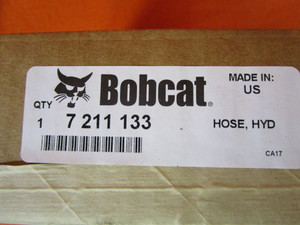 Bobcat®
MADE IN:
US
QTY
1 7 211 133
HOSE, HYD
CA17